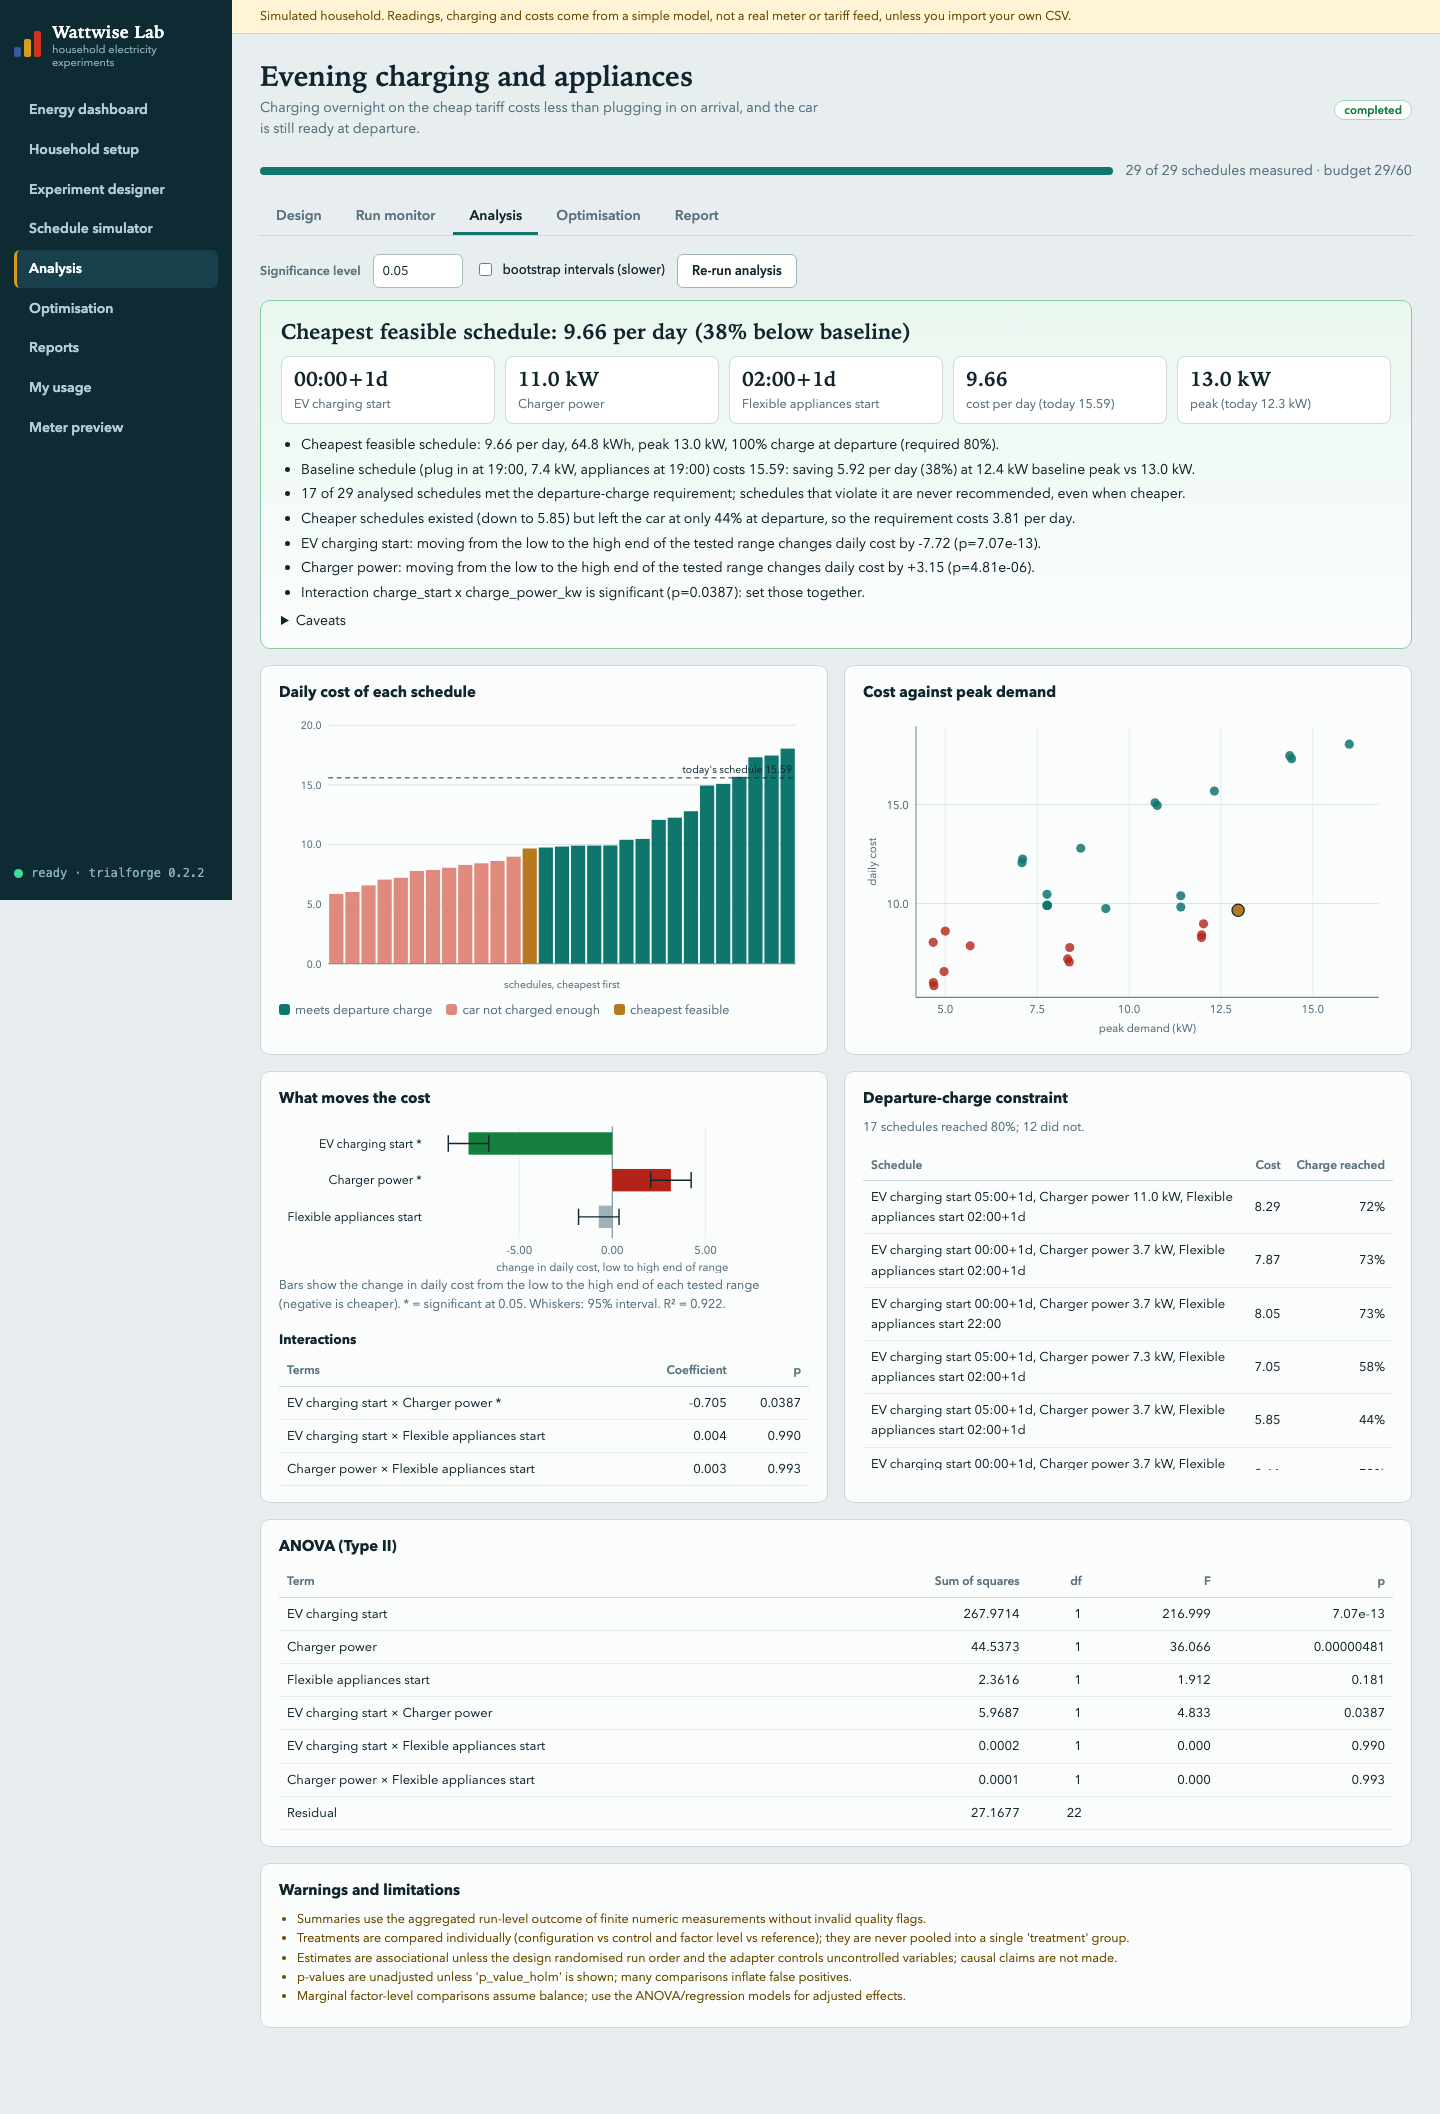 Wattwise Lab
household electricity
experiments
Energy dashboard
Household setup
Experiment designer
Schedule simulator
Analysis
Optimisation
Reports
My usage
Meter preview
ready · trialforge 0.2.2
Simulated household. Readings, charging and costs come from a simple model, not a real meter or tariff feed, unless you import your own CSV.
Evening charging and appliances
Charging overnight on the cheap tariff costs less than plugging in on arrival, and the car
is still ready at departure.
completed
29 of 29 schedules measured · budget 29/60
Design Run monitor Analysis Optimisation Report
Significance level 0.05 bootstrap intervals (slower) Re-run analysis
Cheapest feasible schedule: 9.66 per day (38% below baseline)
00:00+1d 11.0 kW 02:00+1d 9.66 13.0 kW
EV charging start Charger power Flexible appliances start cost per day (today 15.59) peak (today 12.3 kW)
• Cheapest feasible schedule: 9.66 per day, 64.8 kWh, peak 13.0 kW, 100% charge at departure (required 80%).
• Baseline schedule (plug in at 19:00, 7.4 kW, appliances at 19:00) costs 15.59: saving 5.92 per day (38%) at 12.4 kW baseline peak vs 13.0 kW.
• 17 of 29 analysed schedules met the departure-charge requirement; schedules that violate it are never recommended, even when cheaper.
• Cheaper schedules existed (down to 5.85) but left the car at only 44% at departure, so the requirement costs 3.81 per day.
• EV charging start: moving from the low to the high end of the tested range changes daily cost by -7.72 (p=7.07e-13).
• Charger power: moving from the low to the high end of the tested range changes daily cost by +3.15 (p=4.81e-06).
• Interaction charge_start x charge_power_kw is significant (p=0.0387): set those together.
▶ Caveats
Daily cost of each schedule
20.0
today's schedule 15.59
15.0
10.0
5.0
0.0
schedules, cheapest first
meets departure charge car not charged enough cheapest feasible
Cost against peak demand
daily cost
15.0
10.0
5.0 7.5 10.0 12.5 15.0
peak demand (kW)
What moves the cost
EV charging start *
Charger power *
Flexible appliances start
-5.00 0.00 5.00
change in daily cost, low to high end of range
Bars show the change in daily cost from the low to the high end of each tested range
(negative is cheaper). * = significant at 0.05. Whiskers: 95% interval. R² = 0.922.
Interactions
Terms Coefficient p
EV charging start × Charger power * -0.705 0.0387
EV charging start × Flexible appliances start 0.004 0.990
Charger power × Flexible appliances start 0.003 0.993
Departure-charge constraint
17 schedules reached 80%; 12 did not.
Schedule Cost Charge reached
EV charging start 05:00+1d, Charger power 11.0 kW, Flexible
appliances start 02:00+1d 8.29 72%
EV charging start 00:00+1d, Charger power 3.7 kW, Flexible
appliances start 02:00+1d 7.87 73%
EV charging start 00:00+1d, Charger power 3.7 kW, Flexible
appliances start 22:00 8.05 73%
EV charging start 05:00+1d, Charger power 7.3 kW, Flexible
appliances start 02:00+1d 7.05 58%
EV charging start 05:00+1d, Charger power 3.7 kW, Flexible
appliances start 02:00+1d 5.85 44%
EV charging start 00:00+1d, Charger power 3.7 kW, Flexible
ANOVA (Type II)
Term Sum of squares df F p
EV charging start 267.9714 1 216.999 7.07e-13
Charger power 44.5373 1 36.066 0.00000481
Flexible appliances start 2.3616 1 1.912 0.181
EV charging start × Charger power 5.9687 1 4.833 0.0387
EV charging start × Flexible appliances start 0.0002 1 0.000 0.990
Charger power × Flexible appliances start 0.0001 1 0.000 0.993
Residual 27.1677 22
Warnings and limitations
• Summaries use the aggregated run-level outcome of finite numeric measurements without invalid quality flags.
• Treatments are compared individually (configuration vs control and factor level vs reference); they are never pooled into a single 'treatment' group.
• Estimates are associational unless the design randomised run order and the adapter controls uncontrolled variables; causal claims are not made.
• p-values are unadjusted unless 'p_value_holm' is shown; many comparisons inflate false positives.
• Marginal factor-level comparisons assume balance; use the ANOVA/regression models for adjusted effects.